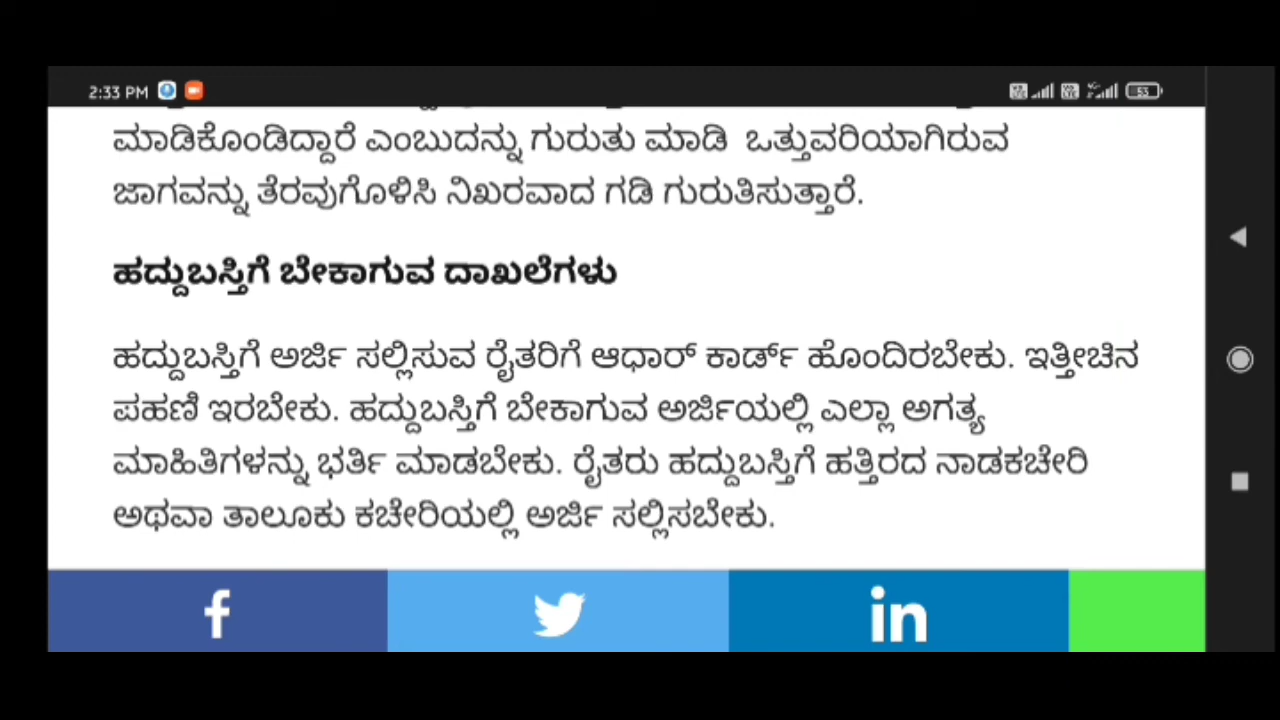 2:33 PM
53
ಮಾಡಿಕೊಂಡಿದ್ದಾರೆ ಎಂಬುದನ್ನು ಗುರುತು ಮಾಡಿ ಒತ್ತುವರಿಯಾಗಿರುವ
ಜಾಗವನ್ನು ತೆರವುಗೊಳಿಸಿ ನಿಖರವಾದ ಗಡಿ ಗುರುತಿಸುತ್ತಾರೆ.
ಹದ್ದುಬಸ್ತಿಗೆ ಬೇಕಾಗುವ ದಾಖಲೆಗಳು
ಹದ್ದುಬಸ್ತಿಗೆ ಅರ್ಜಿ ಸಲ್ಲಿಸುವ ರೈತರಿಗೆ ಆಧಾರ್ ಕಾರ್ಡ್ ಹೊಂದಿರಬೇಕು. ಇತ್ತೀಚಿನ
ಪಹಣಿ ಇರಬೇಕು. ಹದ್ದುಬಸ್ತಿಗೆ ಬೇಕಾಗುವ ಅರ್ಜಿಯಲ್ಲಿ ಎಲ್ಲಾ ಅಗತ್ಯ
ಮಾಹಿತಿಗಳನ್ನು ಭರ್ತಿ ಮಾಡಬೇಕು. ರೈತರು ಹದ್ದುಬಸ್ತಿಗೆ ಹತ್ತಿರದ ನಾಡಕಚೇರಿ
ಅಥವಾ ತಾಲೂಕು ಕಚೇರಿಯಲ್ಲಿ ಅರ್ಜಿ ಸಲ್ಲಿಸಬೇಕು.